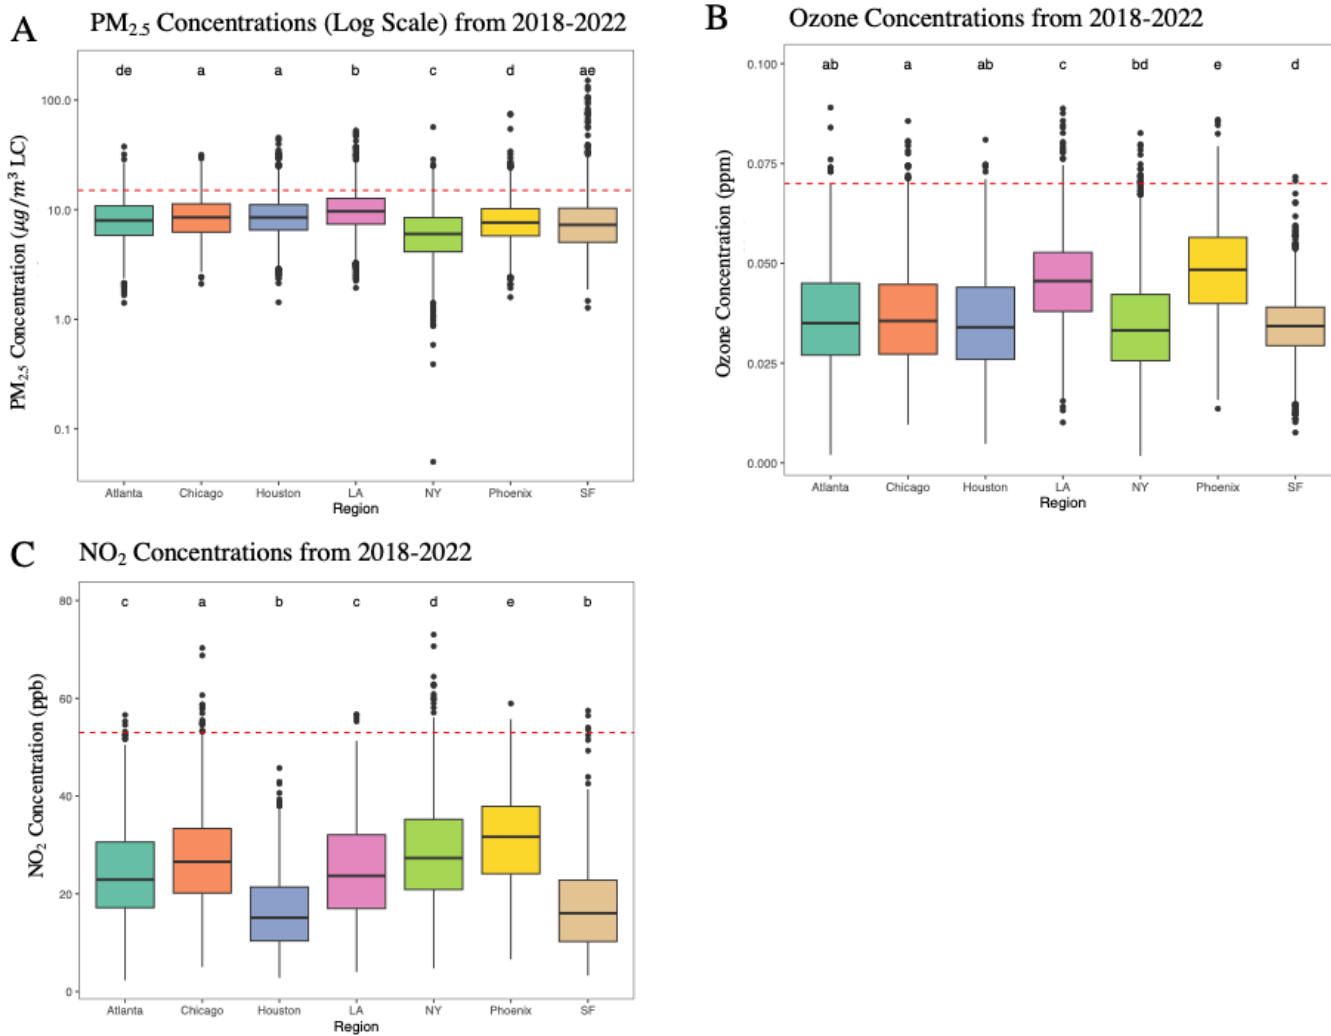 A
PM2.5 Concentrations (Log Scale) from 2018-2022
de a a b c d ae
100.0
10.0
1.0
0.1
PM2.5 Concentration (μg/m³ LC)
Atlanta Chicago Houston LA NY Phoenix SF
Region
B
Ozone Concentrations from 2018-2022
ab a ab c bd e d
0.100
0.075
0.050
0.025
0.000
Ozone Concentration (ppm)
Atlanta Chicago Houston LA NY Phoenix SF
Region
C
NO2 Concentrations from 2018-2022
c a b c d e b
80
60
40
20
0
NO2 Concentration (ppb)
Atlanta Chicago Houston LA NY Phoenix SF
Region